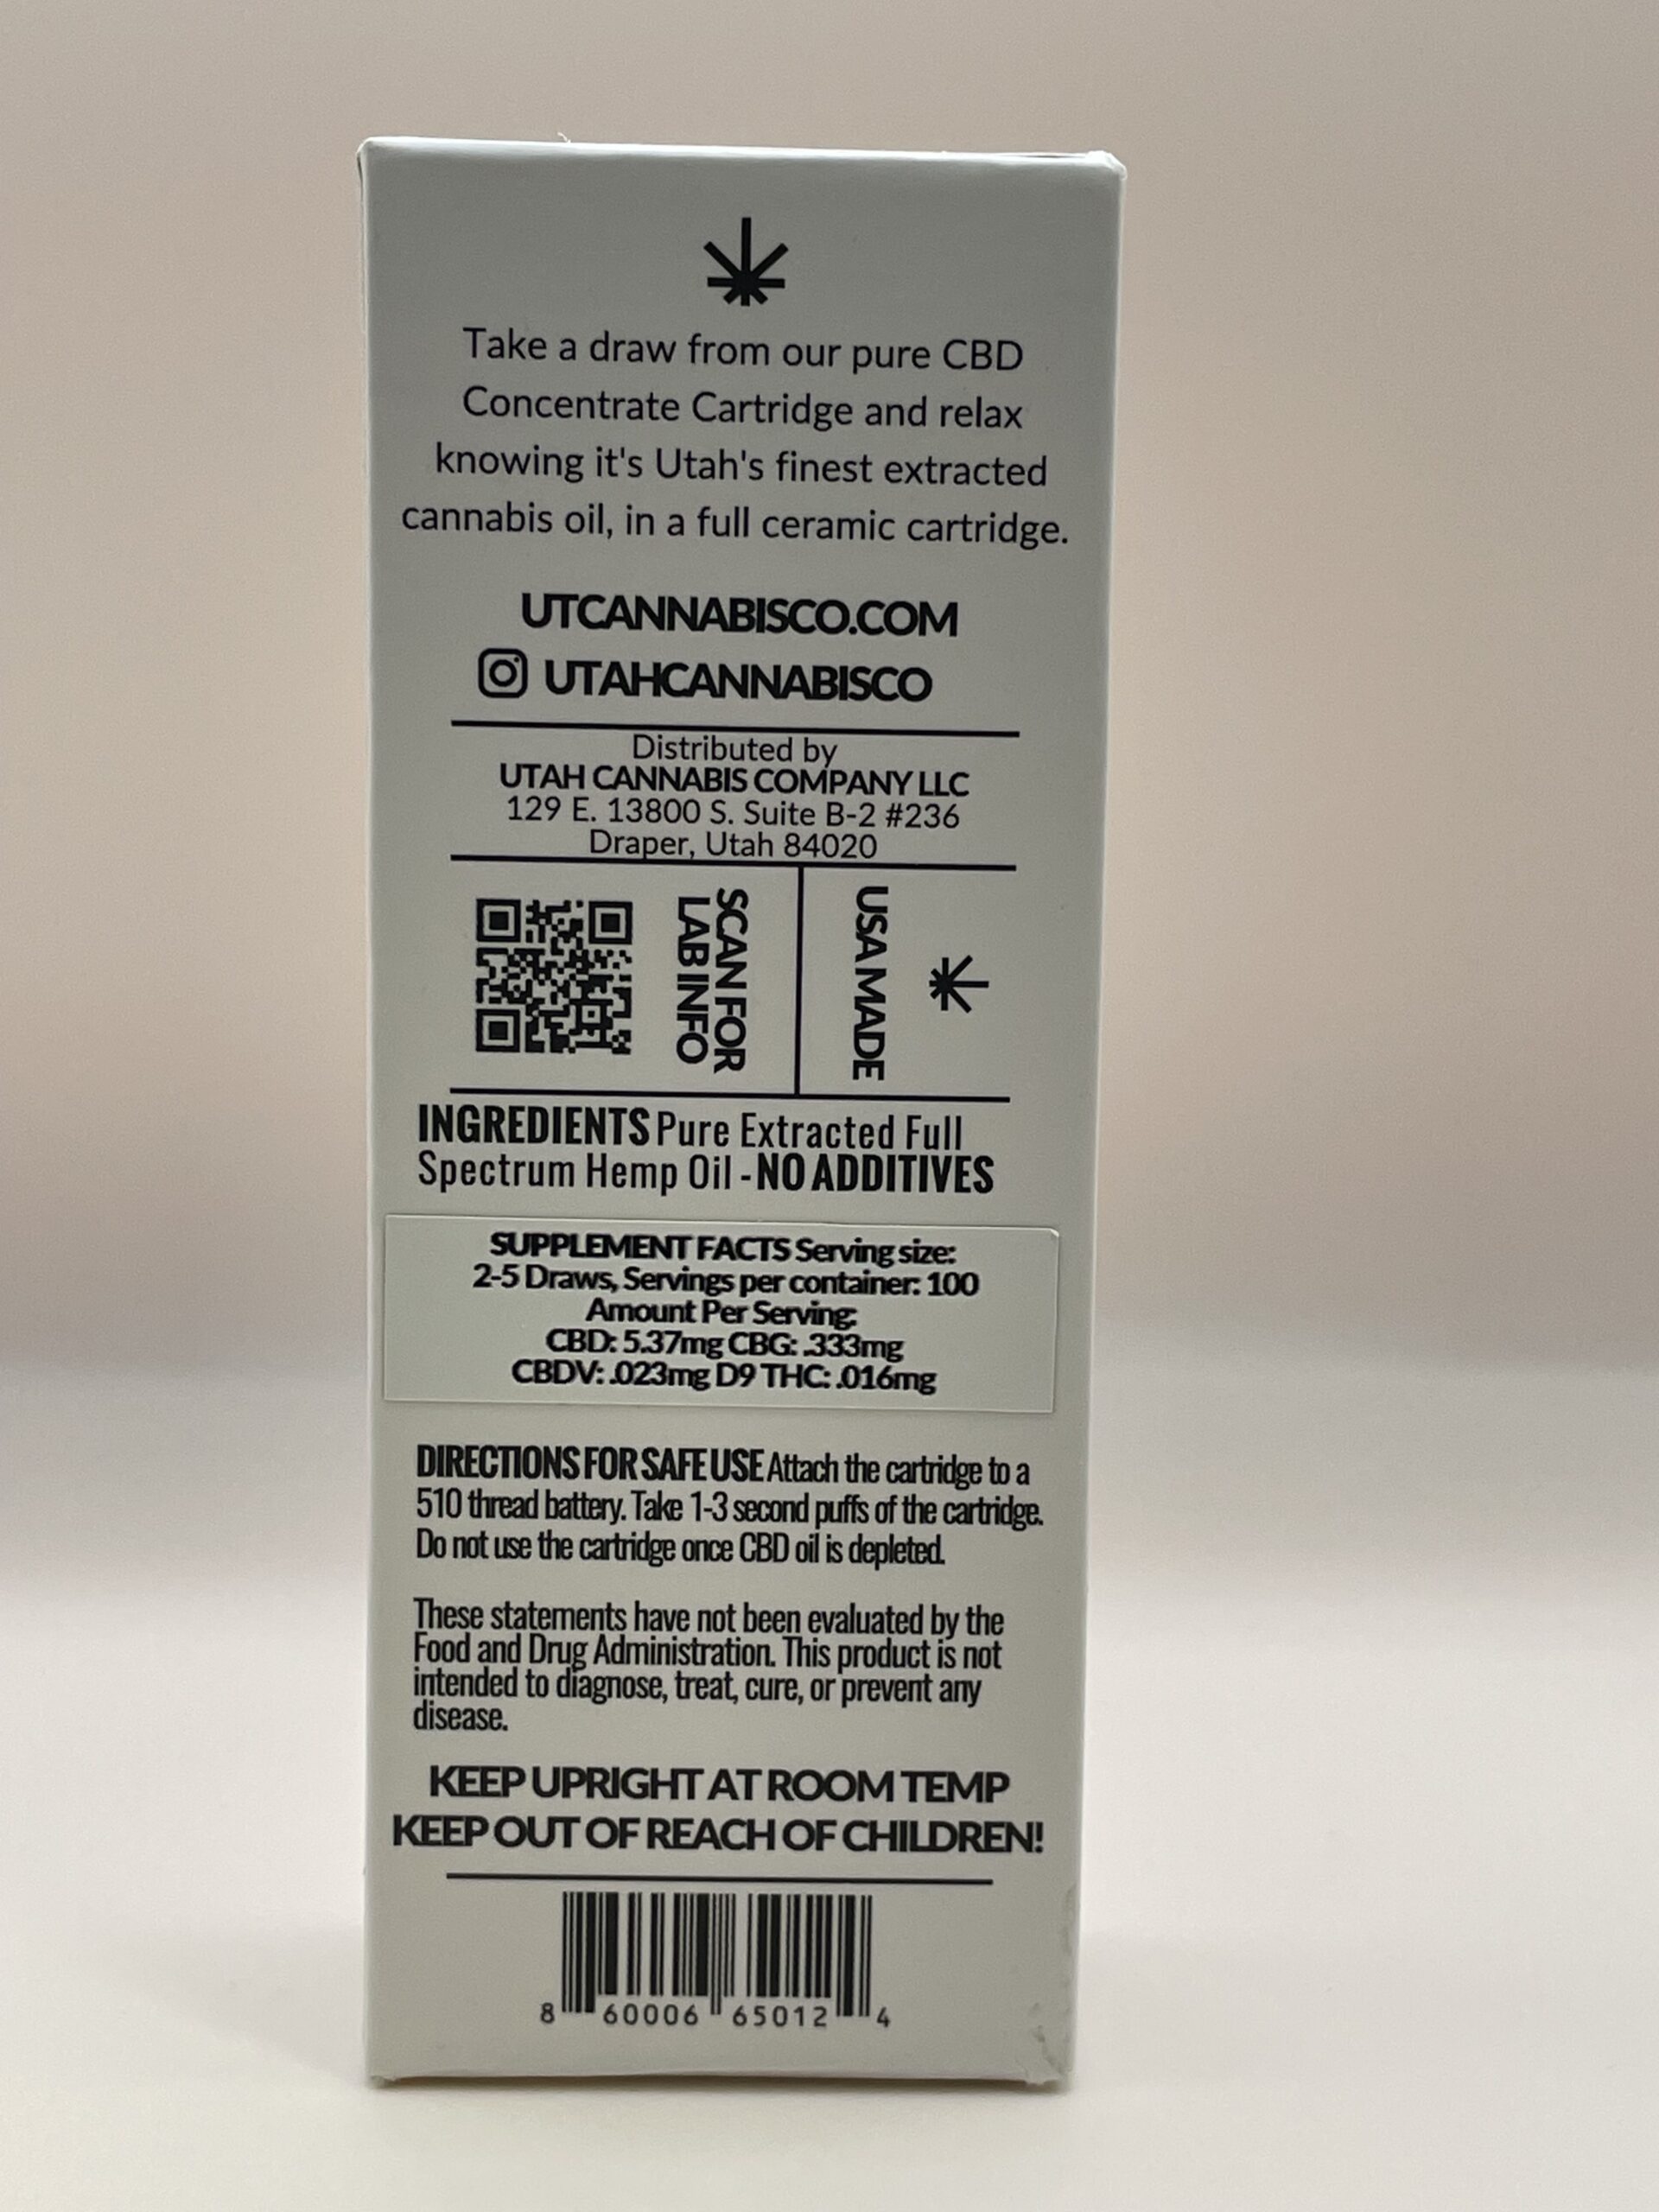 Take a draw from our pure CBD
Concentrate Cartridge and relax
knowing it's Utah's finest extracted
cannabis oil, in a full ceramic cartridge.
UTCANNABISCO.COM
UTAHCANNABISCO
Distributed by
UTAH CANNABIS COMPANY LLC
129 E. 13800 S. Suite B-2 #236
Draper, Utah 84020
SCAN FOR
LAB INFO
USA MADE
INGREDIENTS Pure Extracted Full
Spectrum Hemp Oil - NO ADDITIVES
SUPPLEMENT FACTS Serving size:
2-5 Draws, Servings per container: 100
Amount Per Serving:
CBD: 5.37mg CBG: .333mg
CBDV: .023mg D9 THC: .016mg
DIRECTIONS FOR SAFE USE Attach the cartridge to a
510 thread battery. Take 1-3 second puffs of the cartridge.
Do not use the cartridge once CBD oil is depleted.
These statements have not been evaluated by the
Food and Drug Administration. This product is not
intended to diagnose, treat, cure, or prevent any
disease.
KEEP UPRIGHT AT ROOM TEMP
KEEP OUT OF REACH OF CHILDREN!
8 60006 65012 4